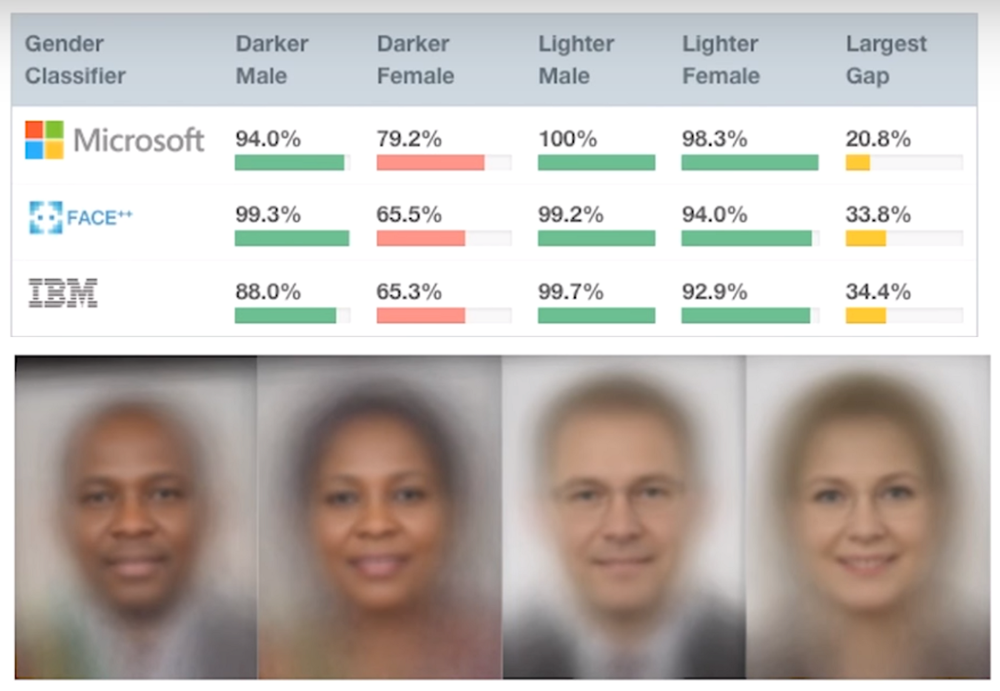 Gender Classifier Darker Male Darker Female Lighter Male Lighter Female Largest Gap
Microsoft 94.0% 79.2% 100% 98.3% 20.8%
FACE++ 99.3% 65.5% 99.2% 94.0% 33.8%
IBM 88.0% 65.3% 99.7% 92.9% 34.4%